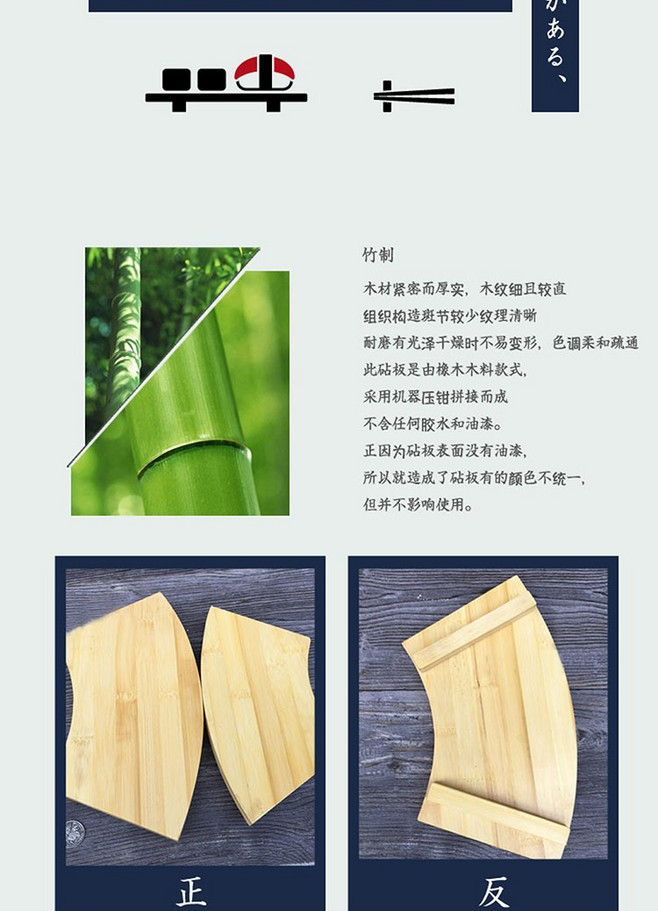 がある、
竹制
木材紧密而厚实，木纹细且较直
组织构造斑节较少纹理清晰
耐磨有光泽干燥时不易变形，色调柔和疏通
此砧板是由橡木木料款式，
采用机器压钳拼接而成
不含任何胶水和油漆。
正因为砧板表面没有油漆，
所以就造成了砧板有的颜色不统一，
但并不影响使用。
正
反